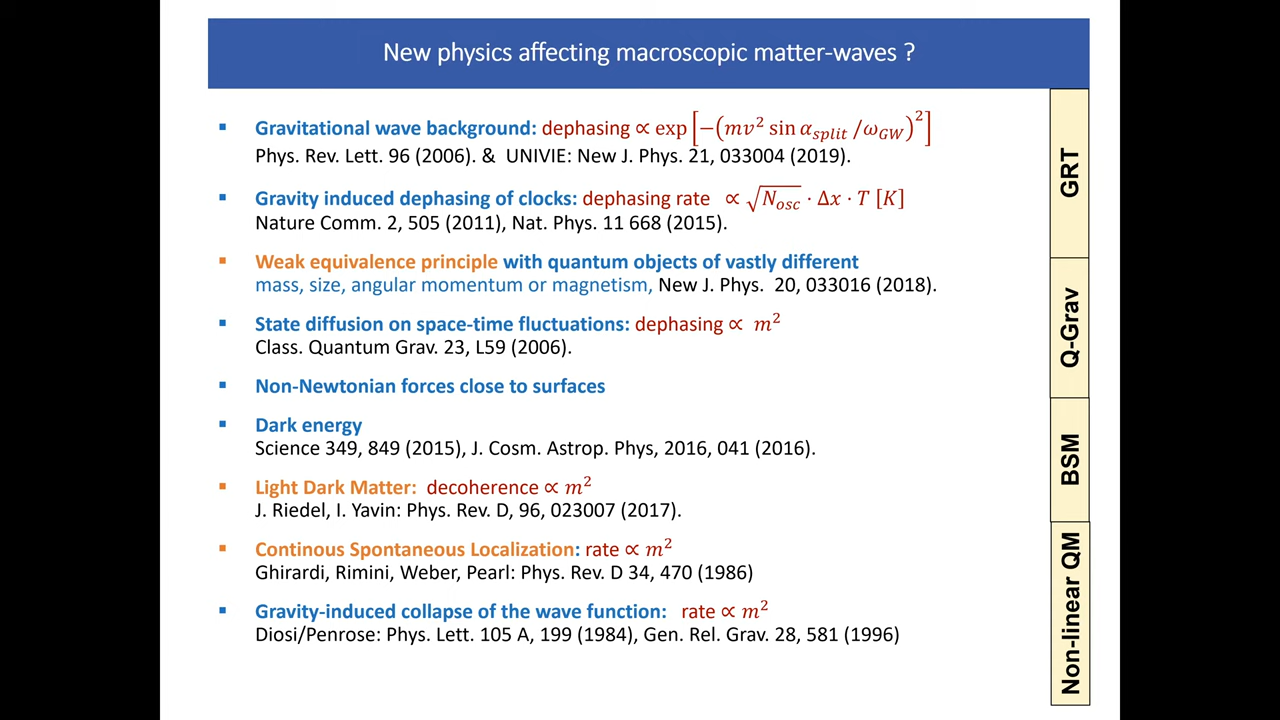 New physics affecting macroscopic matter-waves ?
▪ Gravitational wave background: dephasing ∝ exp[−(mv² sin α_split /ω_GW)²]
Phys. Rev. Lett. 96 (2006). & UNIVIE: New J. Phys. 21, 033004 (2019).
▪ Gravity induced dephasing of clocks: dephasing rate ∝ √N_osc · Δx · T [K]
Nature Comm. 2, 505 (2011), Nat. Phys. 11 668 (2015).
▪ Weak equivalence principle with quantum objects of vastly different
mass, size, angular momentum or magnetism, New J. Phys. 20, 033016 (2018).
▪ State diffusion on space-time fluctuations: dephasing ∝ m²
Class. Quantum Grav. 23, L59 (2006).
▪ Non-Newtonian forces close to surfaces
▪ Dark energy
Science 349, 849 (2015), J. Cosm. Astrop. Phys, 2016, 041 (2016).
▪ Light Dark Matter: decoherence ∝ m²
J. Riedel, I. Yavin: Phys. Rev. D, 96, 023007 (2017).
▪ Continous Spontaneous Localization: rate ∝ m²
Ghirardi, Rimini, Weber, Pearl: Phys. Rev. D 34, 470 (1986)
▪ Gravity-induced collapse of the wave function: rate ∝ m²
Diosi/Penrose: Phys. Lett. 105 A, 199 (1984), Gen. Rel. Grav. 28, 581 (1996)
GRT
Q-Grav
BSM
Non-linear QM